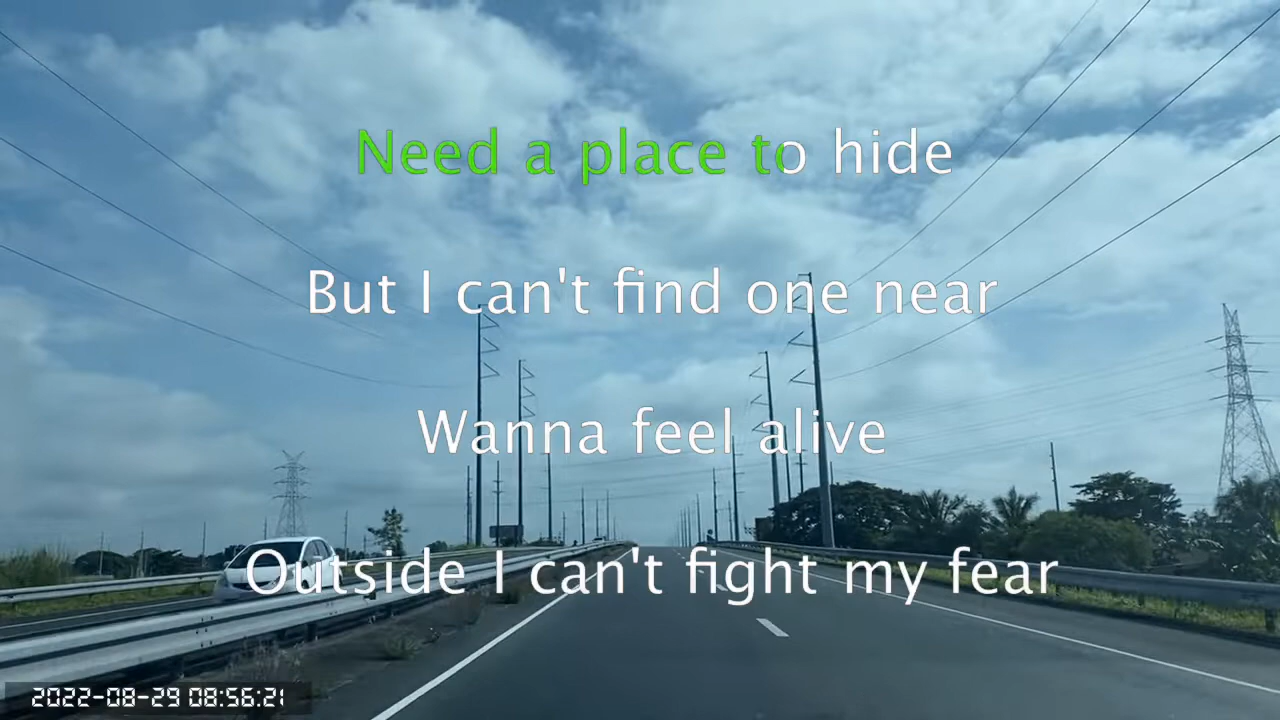 Need a place to hide
But I can't find one near
Wanna feel alive
Outside I can't fight my fear
2022-08-29 08:56:21